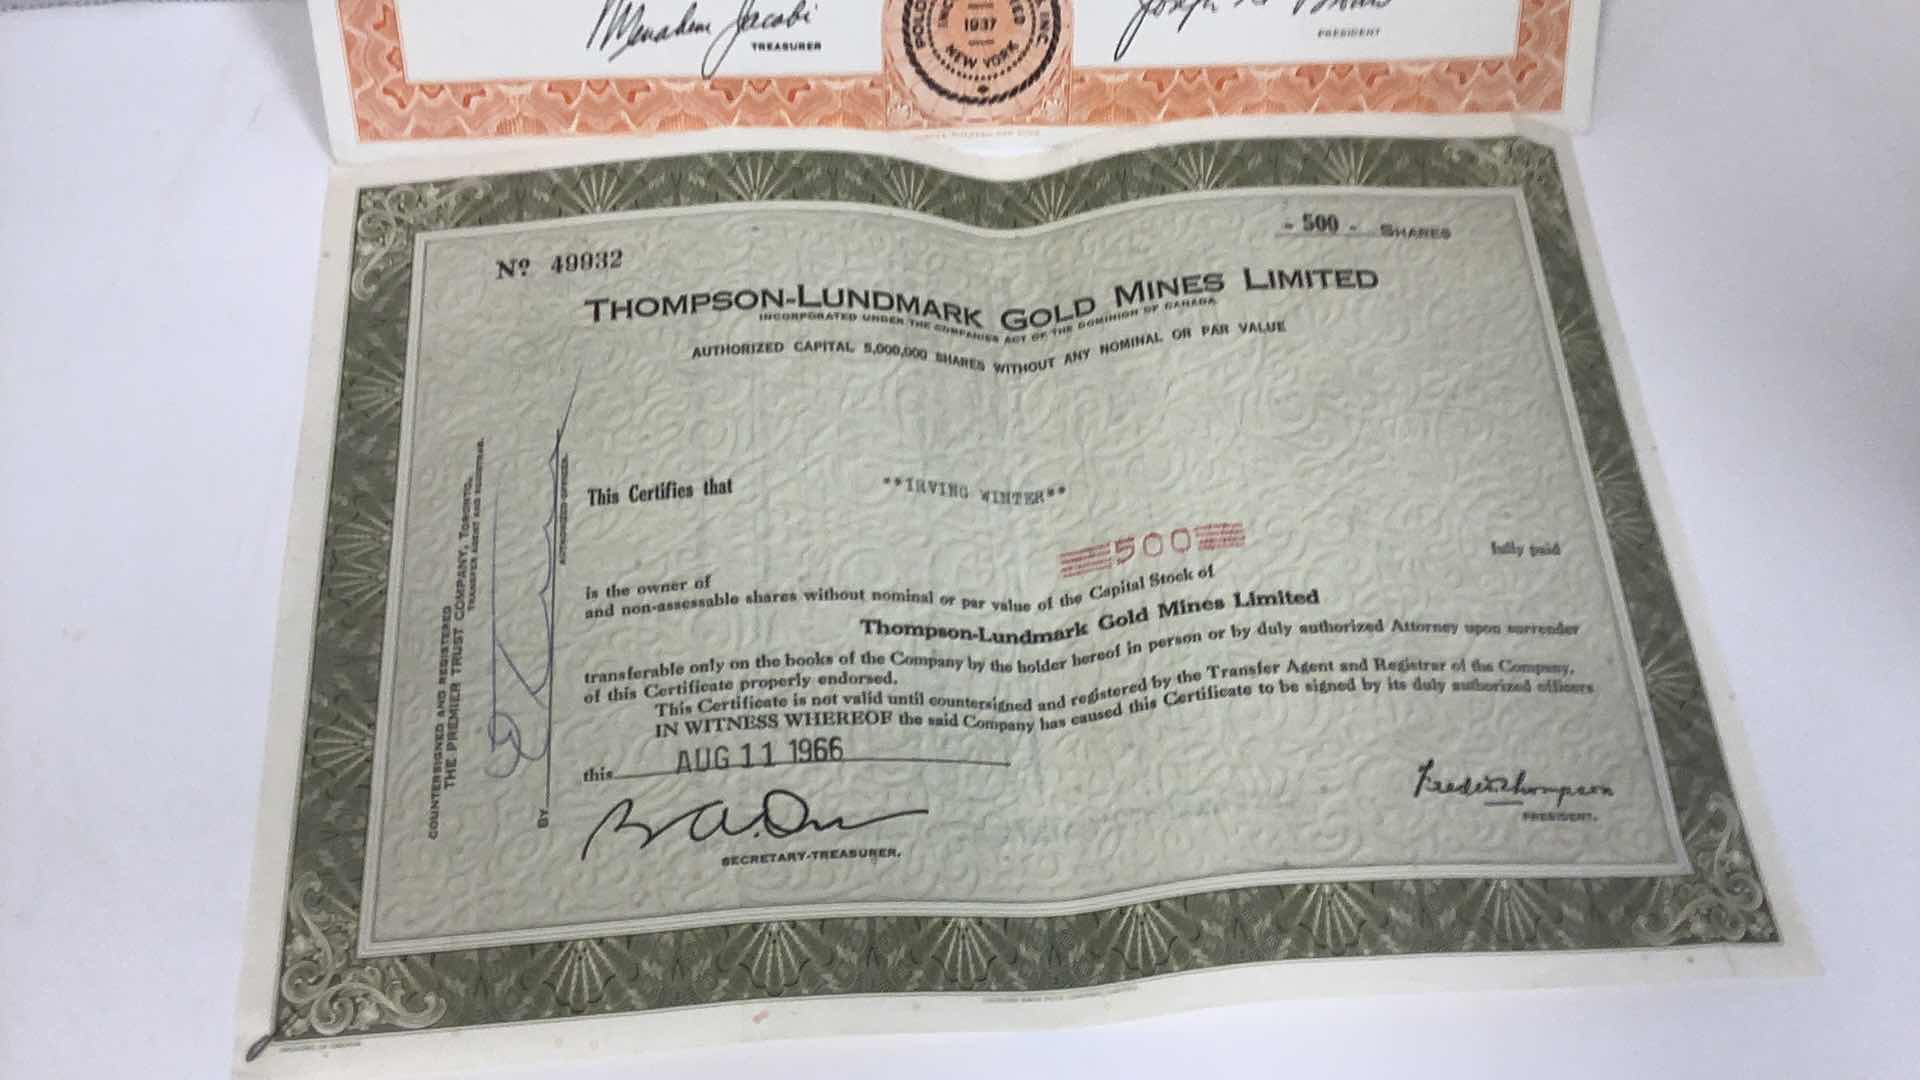 Menahem Jacobi
TREASURER
INC
1937
NEW YORK
INC.
PRESIDENT
Nº 49932
- 500 - SHARES
THOMPSON-LUNDMARK GOLD MINES LIMITED
INCORPORATED UNDER THE COMPANIES ACT OF THE DOMINION OF CANADA
AUTHORIZED CAPITAL 5,000,000 SHARES WITHOUT ANY NOMINAL OR PAR VALUE
This Certifies that **IRVING WINTER**
is the owner of 500 fully paid
and non-assessable shares without nominal or par value of the Capital Stock of
Thompson-Lundmark Gold Mines Limited
transferable only on the books of the Company by the holder hereof in person or by duly authorized Attorney upon surrender
of this Certificate properly endorsed.
This Certificate is not valid until countersigned and registered by the Transfer Agent and Registrar of the Company.
IN WITNESS WHEREOF the said Company has caused this Certificate to be signed by its duly authorized officers
this AUG 11 1966
SECRETARY-TREASURER.
PRESIDENT.
COUNTERSIGNED AND REGISTERED
THE PREMIER TRUST COMPANY, TORONTO,
TRANSFER AGENT AND REGISTRAR.
BY
AUTHORIZED OFFICER.